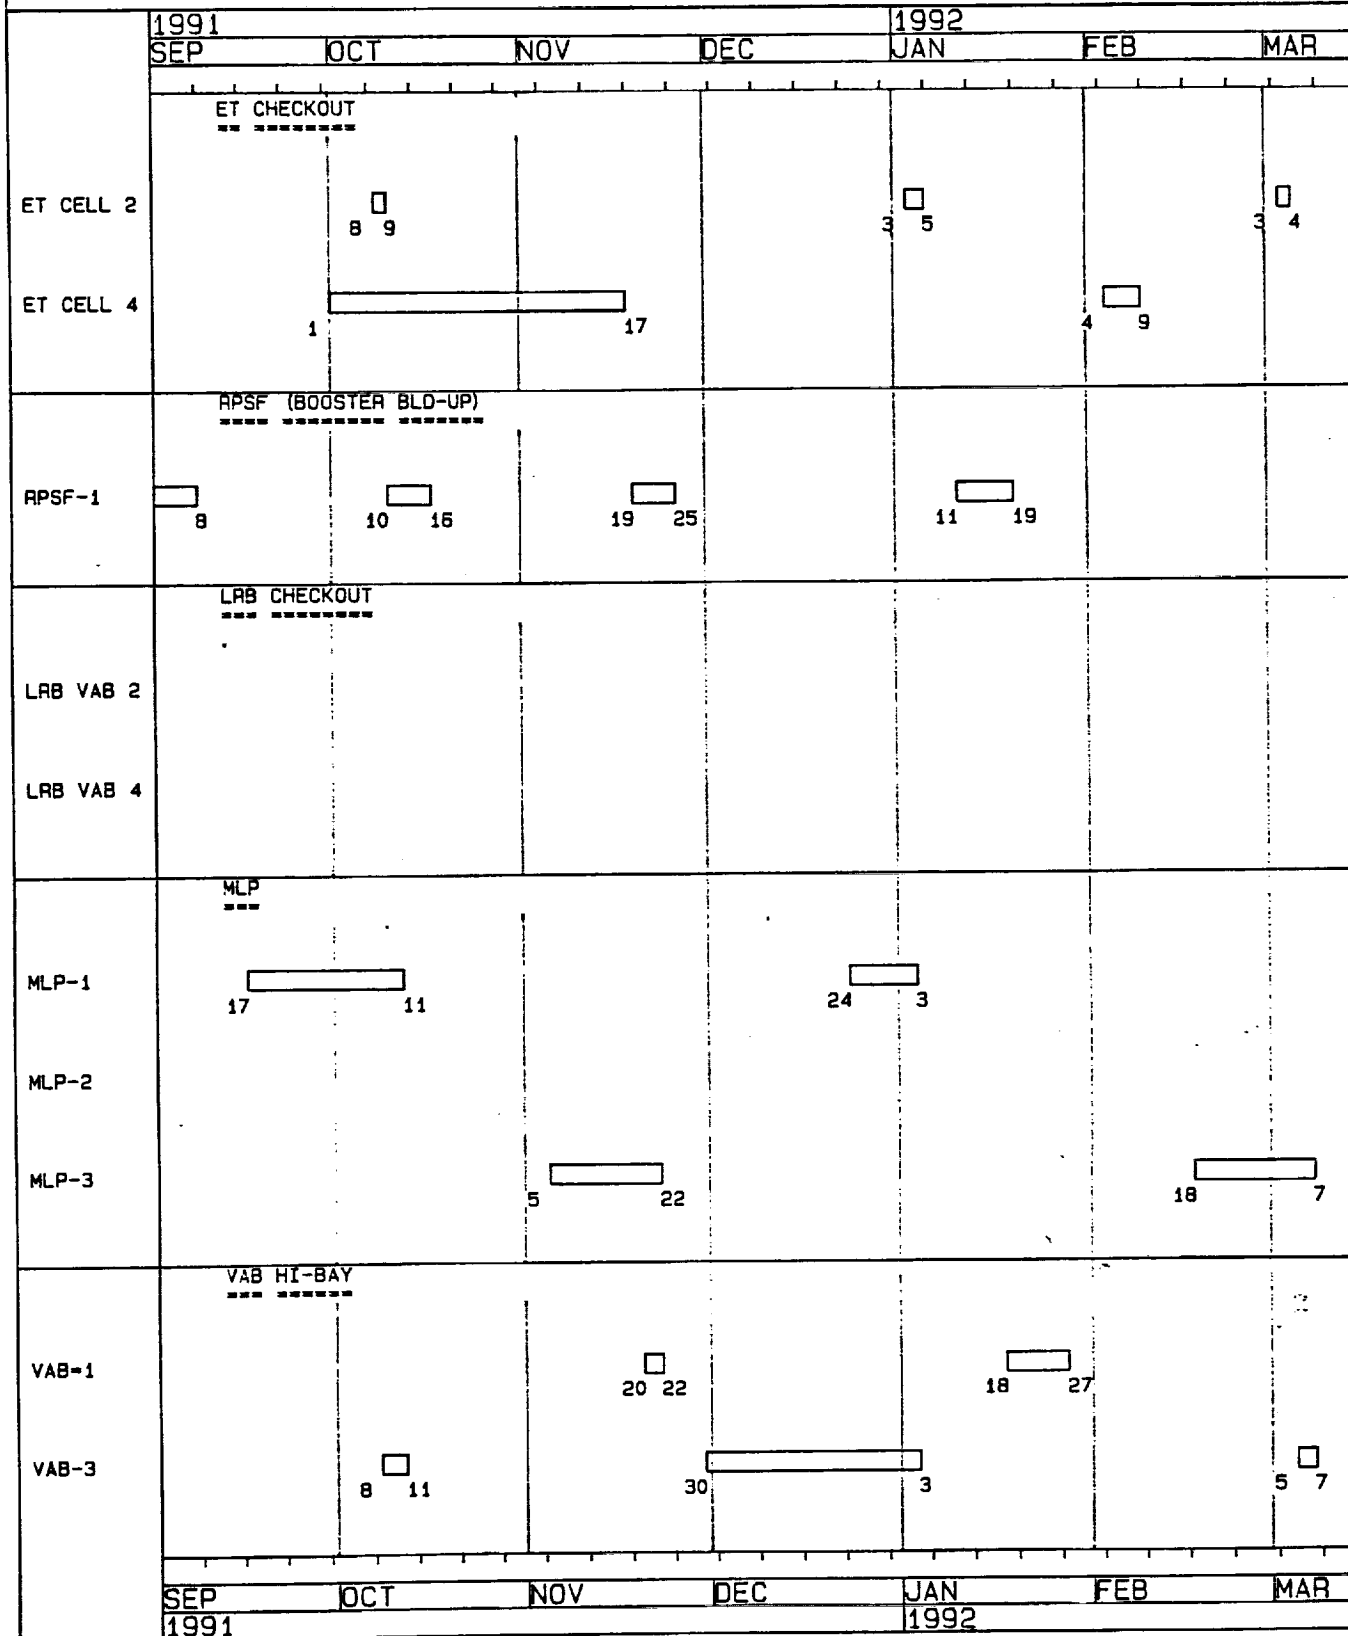 1991 1992
SEP OCT NOV DEC JAN FEB MAR
ET CHECKOUT
ET CELL 2
8 9 3 5 3 4
ET CELL 4
1 17 4 9
RPSF (BOOSTER BLD-UP)
RPSF-1
8 10 16 19 25 11 19
LRB CHECKOUT
LRB VAB 2
LRB VAB 4
MLP
MLP-1
17 11 24 3
MLP-2
MLP-3
5 22 18 7
VAB HI-BAY
VAB-1
20 22 18 27
VAB-3
8 11 30 3 5 7
SEP OCT NOV DEC JAN FEB MAR
1991 1992